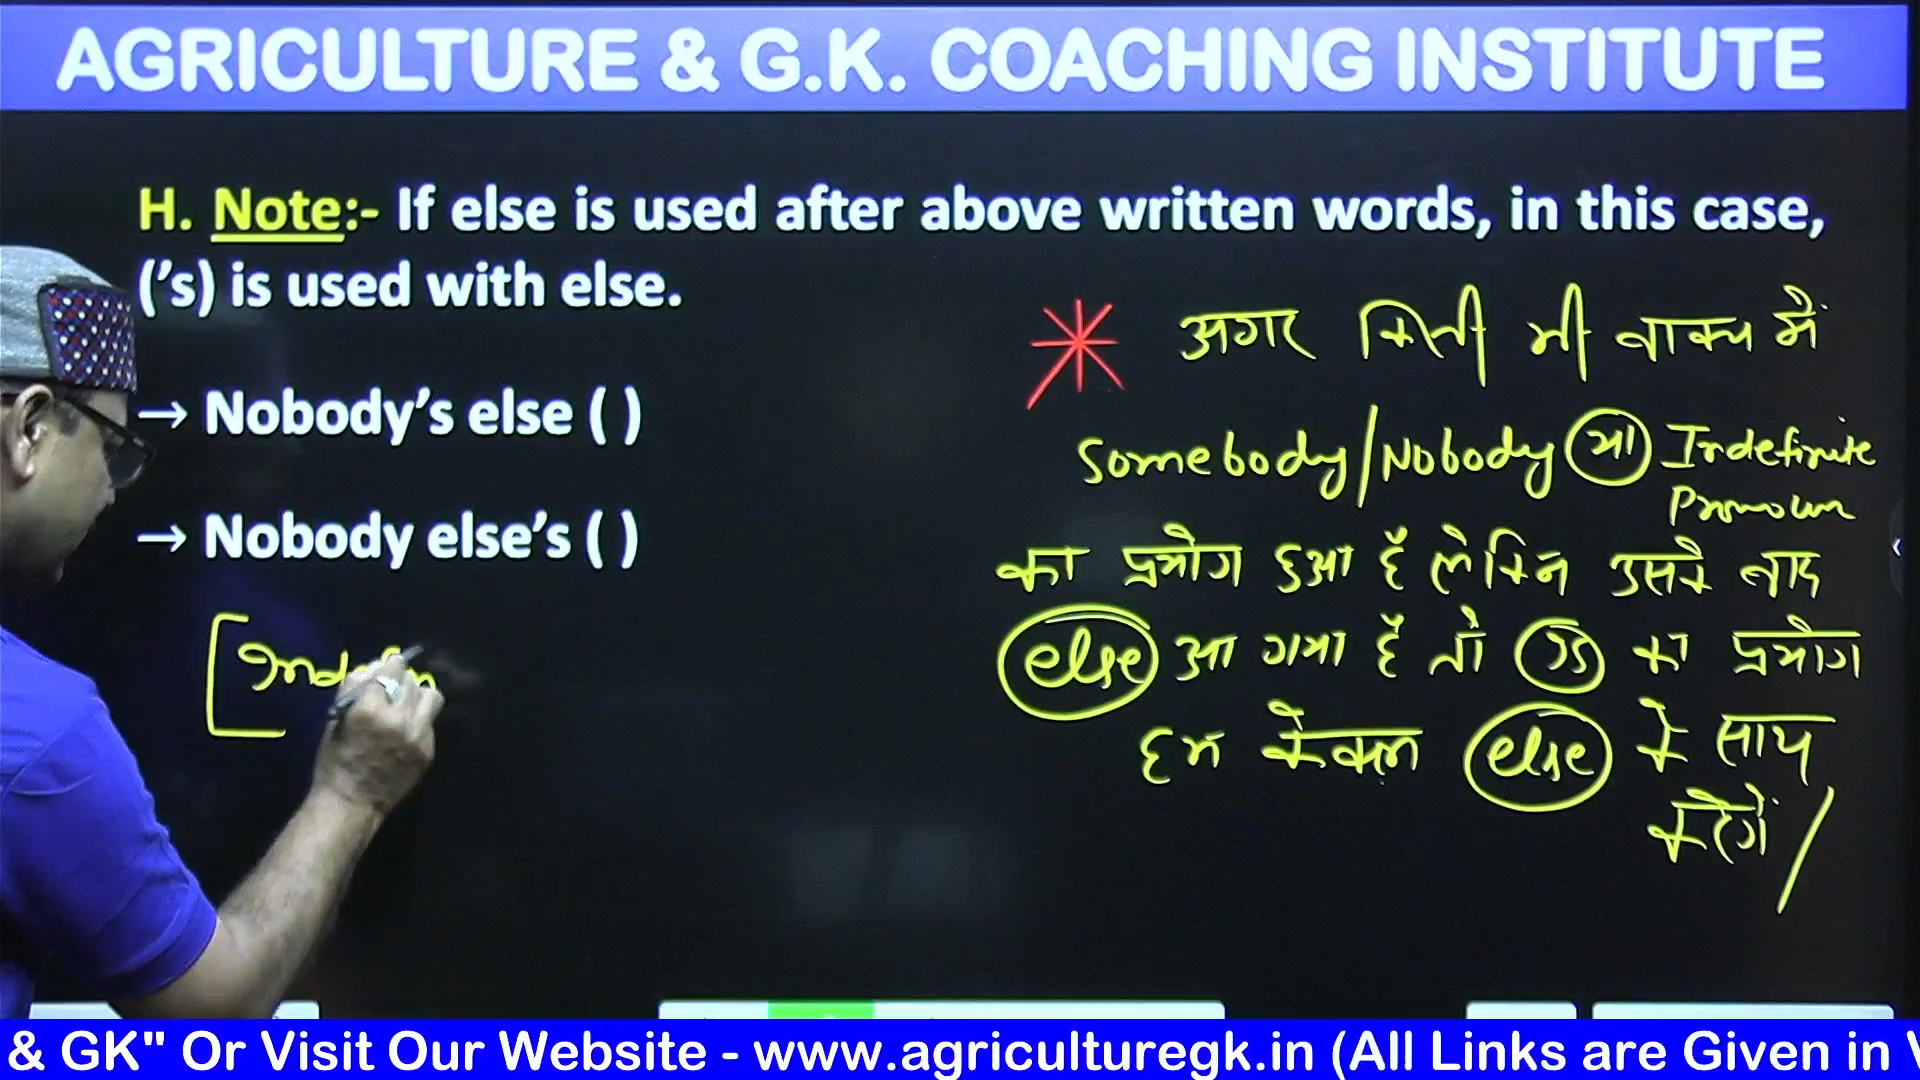 AGRICULTURE & G.K. COACHING INSTITUTE
H. Note:- If else is used after above written words, in this case,
(’s) is used with else.
→ Nobody’s else ( )
→ Nobody else’s ( )
[ Indefin
अगर किसी भी वाक्य में
Somebody/Nobody या Indefinite
Pronoun
का प्रयोग हुआ है लेकिन उसके बाद
else आ गया है तो 's का प्रयोग
हम केवल else के साथ
करेगें /
& GK" Or Visit Our Website - www.agriculturegk.in (All Links are Given in